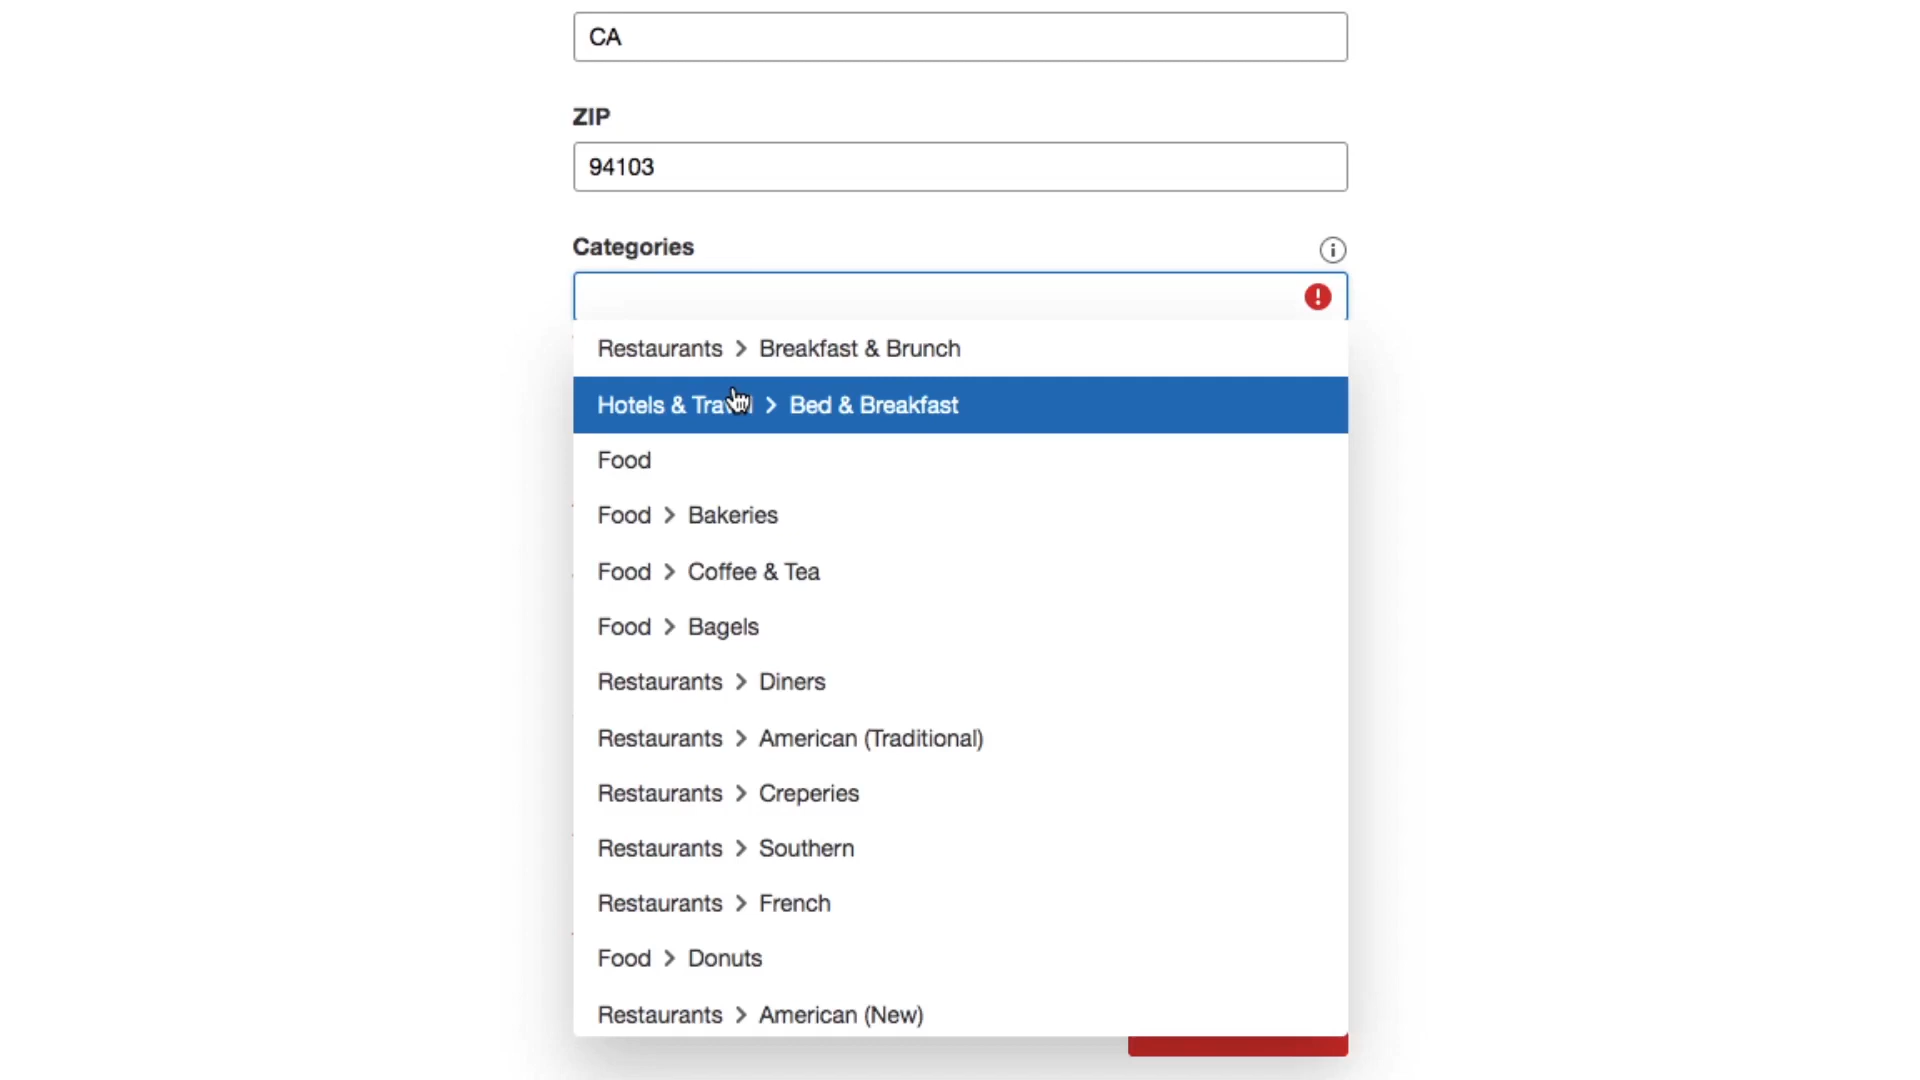 CA
ZIP
94103
Categories
Restaurants > Breakfast & Brunch
Hotels & Travel > Bed & Breakfast
Food
Food > Bakeries
Food > Coffee & Tea
Food > Bagels
Restaurants > Diners
Restaurants > American (Traditional)
Restaurants > Creperies
Restaurants > Southern
Restaurants > French
Food > Donuts
Restaurants > American (New)